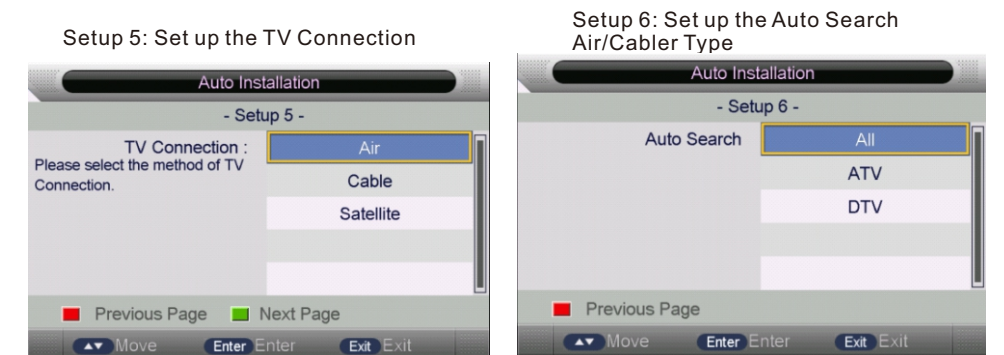 Setup 5: Set up the TV Connection
Auto Installation
- Setup 5 -
TV Connection :
Please select the method of TV
Connection.
Air
Cable
Satellite
Previous Page
Next Page
Move
Enter Enter
Exit Exit
Setup 6: Set up the Auto Search
Air/Cabler Type
Auto Installation
- Setup 6 -
Auto Search
All
ATV
DTV
Previous Page
Move
Enter Enter
Exit Exit